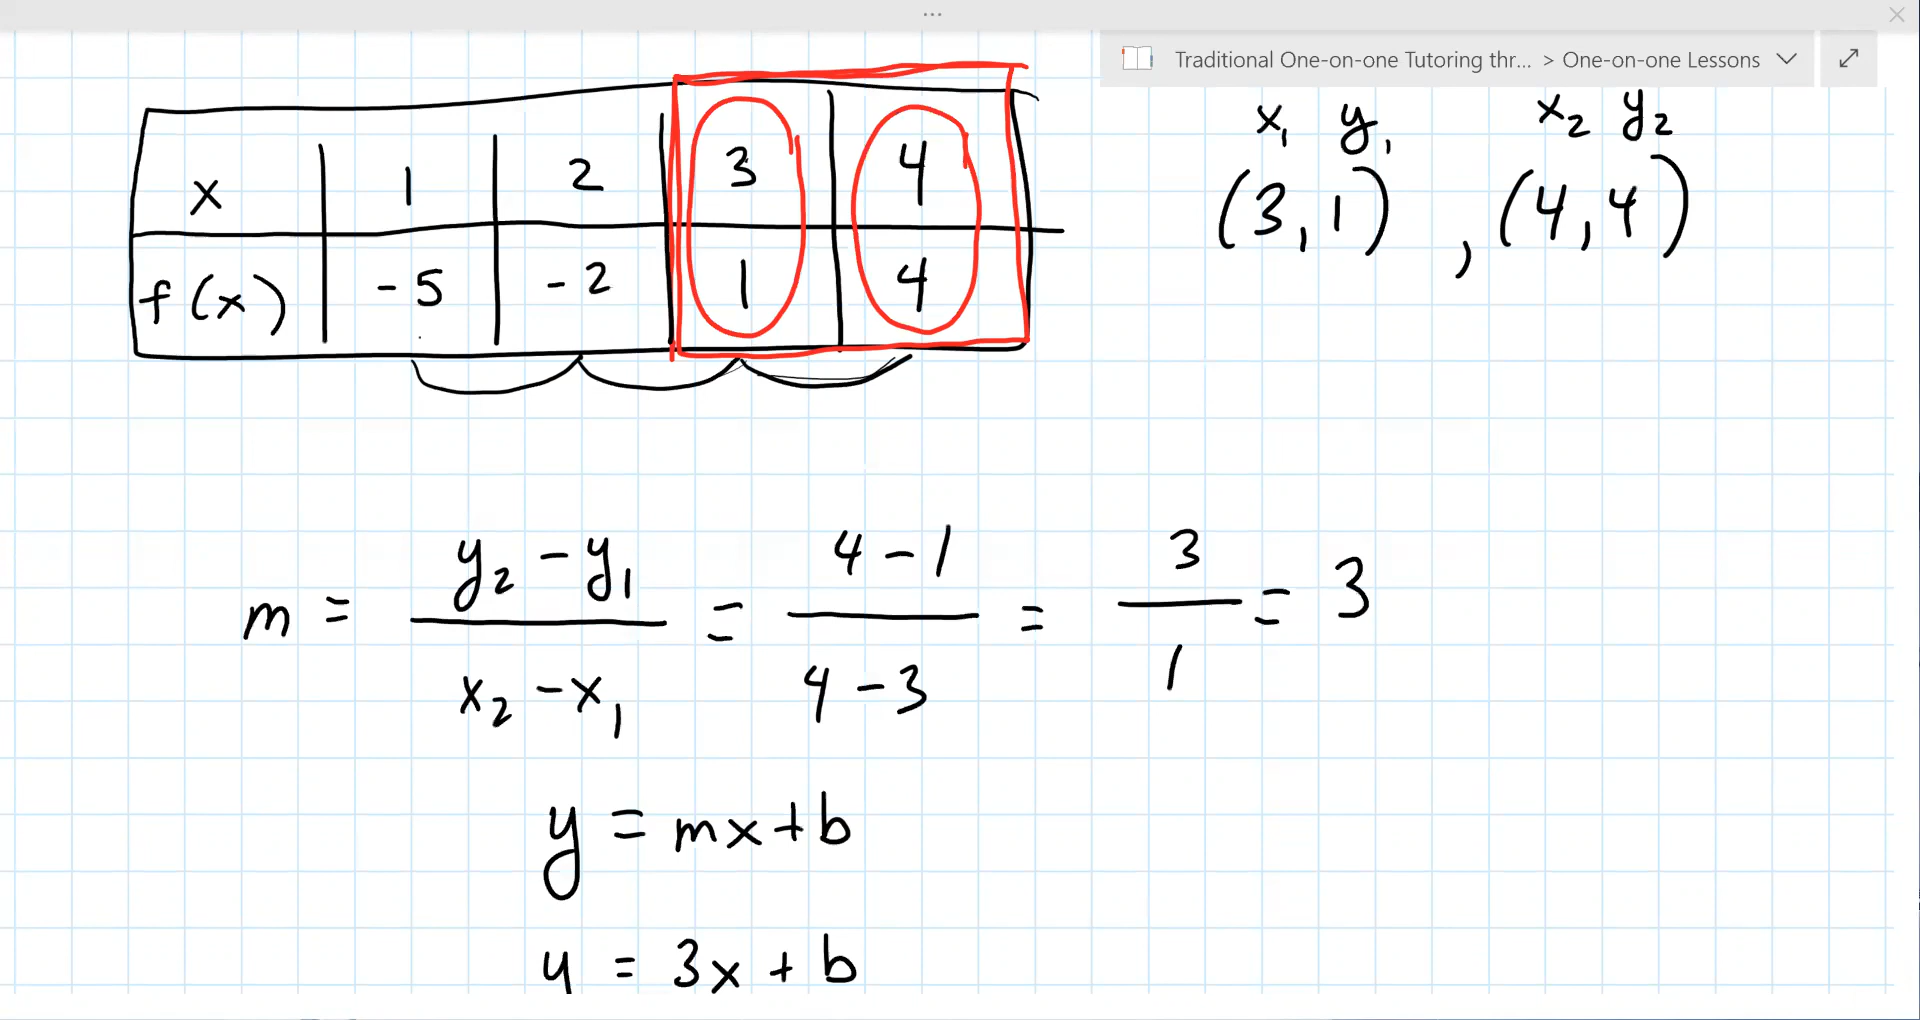 ...
Traditional One-on-one Tutoring thr... > One-on-one Lessons
x₁ y₁ x₂ y₂
(3,1) , (4,4)
x 1 2 3 4
f(x) -5 -2 1 4
m = y₂ - y₁ / x₂ - x₁ = 4 - 1 / 4 - 3 = 3 / 1 = 3
y = mx+b
y = 3x + b